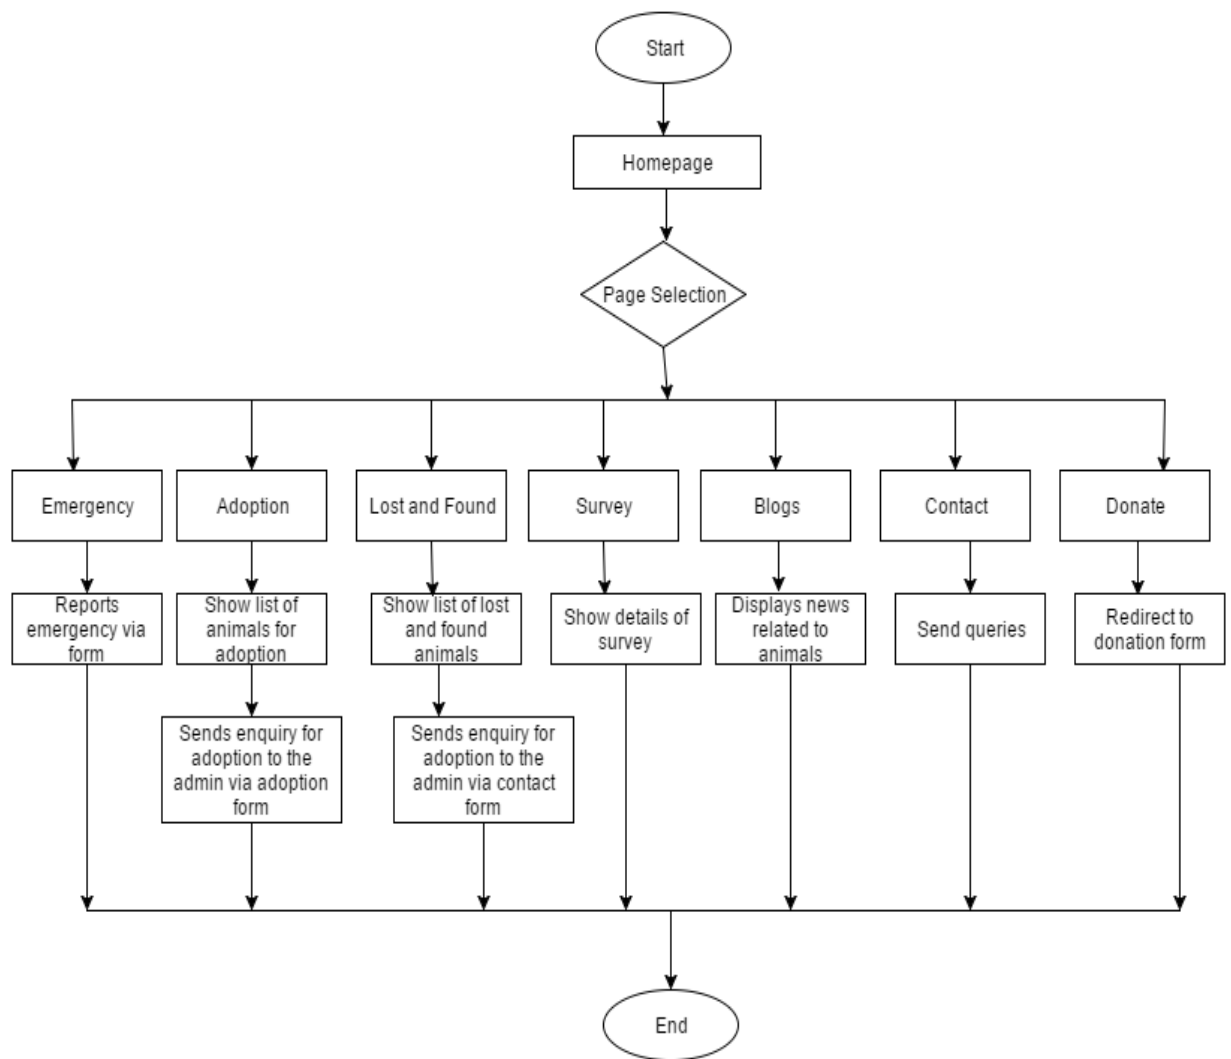 Start
Homepage
Page Selection
Emergency
Adoption
Lost and Found
Survey
Blogs
Contact
Donate
Reports
emergency via
form
Show list of
animals for
adoption
Show list of lost
and found
animals
Show details of
survey
Displays news
related to
animals
Send queries
Redirect to
donation form
Sends enquiry for
adoption to the
admin via adoption
form
Sends enquiry for
adoption to the
admin via contact
form
End